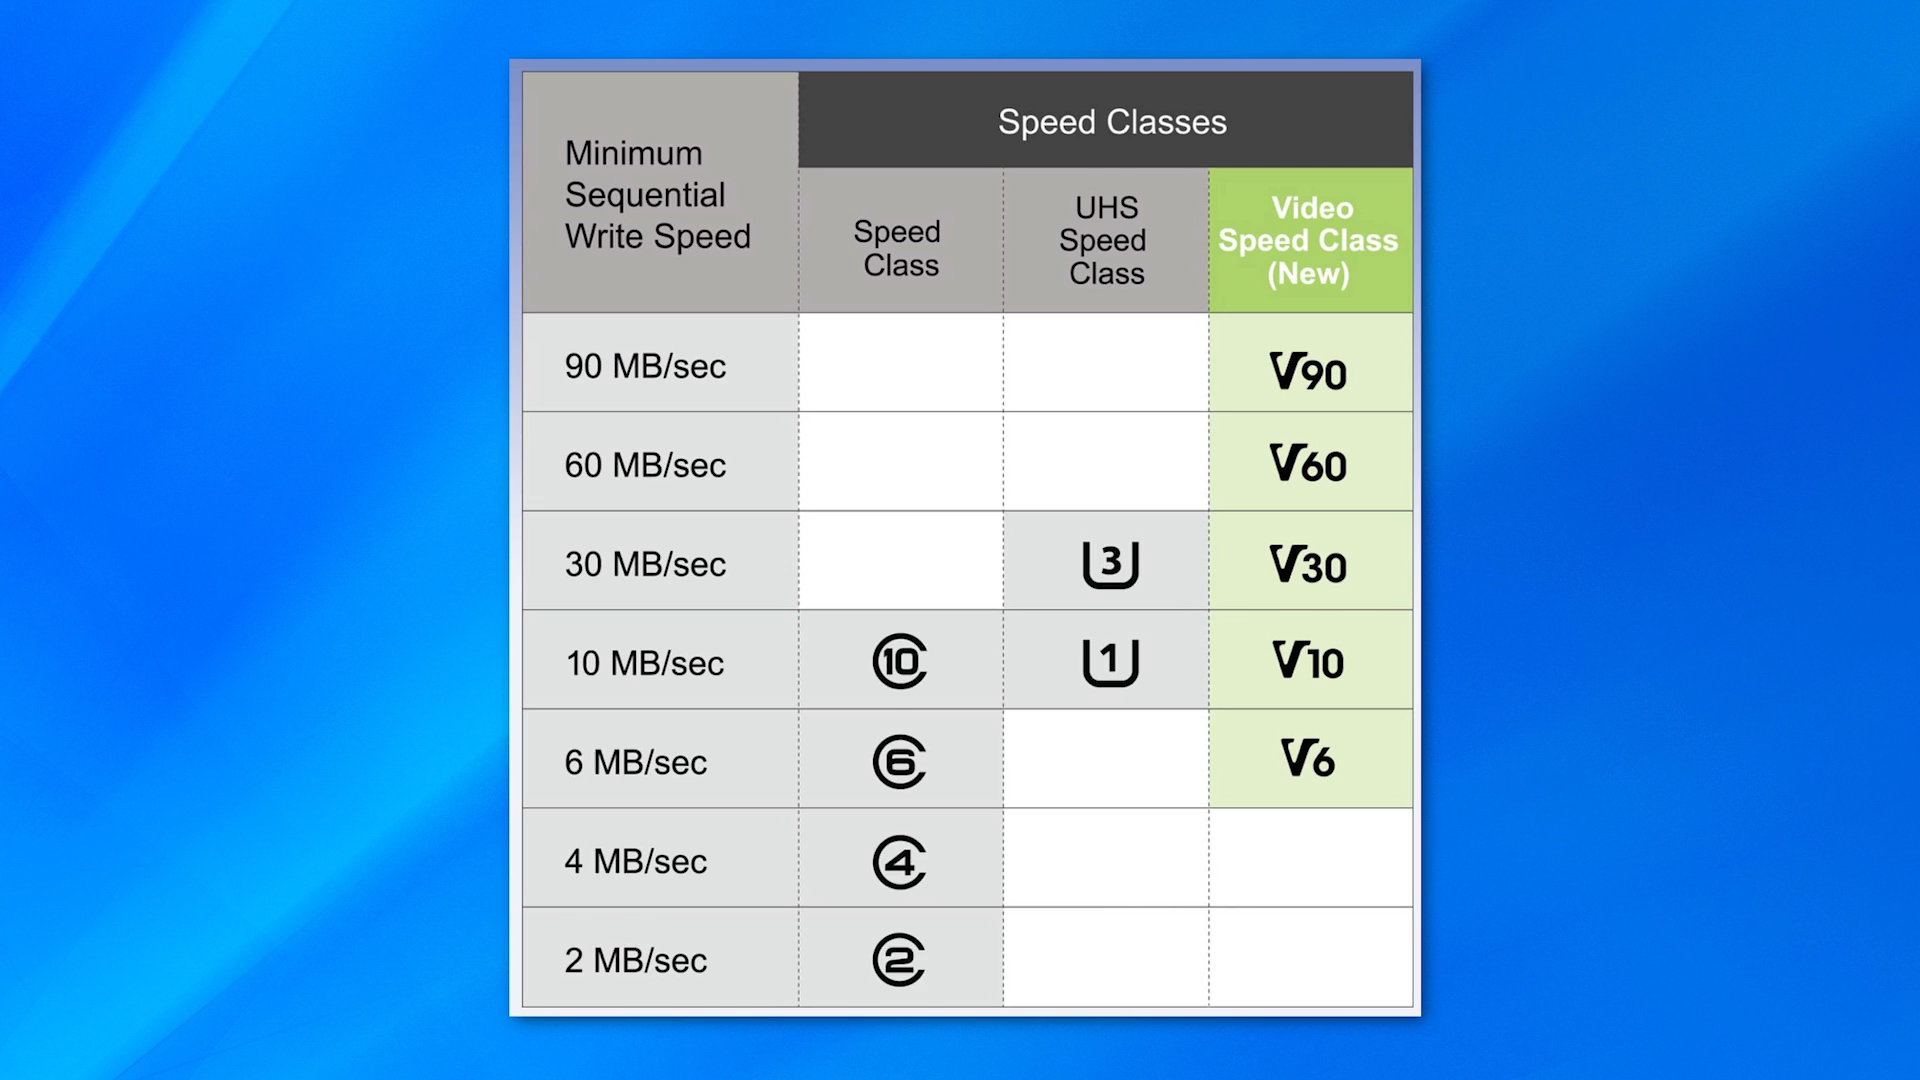 Speed Classes
Minimum
Sequential
Write Speed
Speed
Class
UHS
Speed
Class
Video
Speed Class
(New)
90 MB/sec V90
60 MB/sec V60
30 MB/sec 3 V30
10 MB/sec 10 1 V10
6 MB/sec 6 V6
4 MB/sec 4
2 MB/sec 2